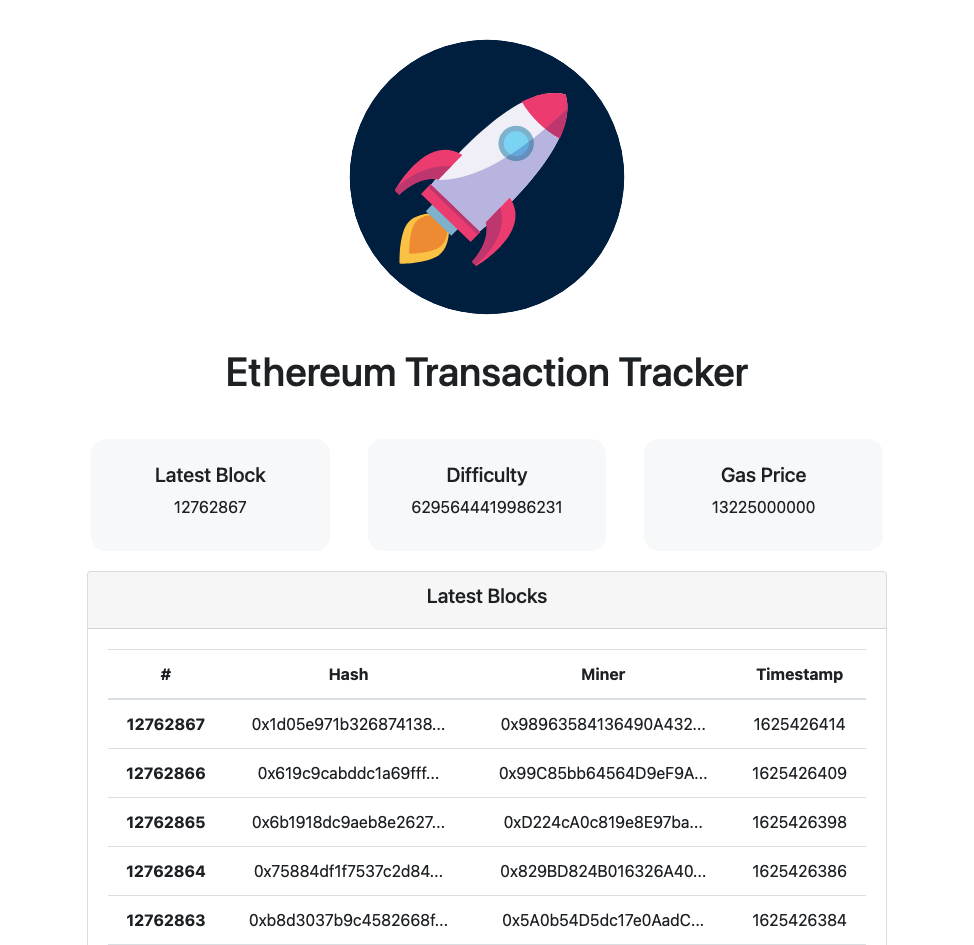 Ethereum Transaction Tracker
Latest Block Difficulty Gas Price
12762867 6295644419986231 13225000000
Latest Blocks
# Hash Miner Timestamp
12762867 0x1d05e971b326874138... 0x98963584136490A432... 1625426414
12762866 0x619c9cabddc1a69fff... 0x99C85bb64564D9eF9A... 1625426409
12762865 0x6b1918dc9aeb8e2627... 0xD224cA0c819e8E97ba... 1625426398
12762864 0x75884df1f7537c2d84... 0x829BD824B016326A40... 1625426386
12762863 0xb8d3037b9c4582668f... 0x5A0b54D5dc17e0AadC... 1625426384